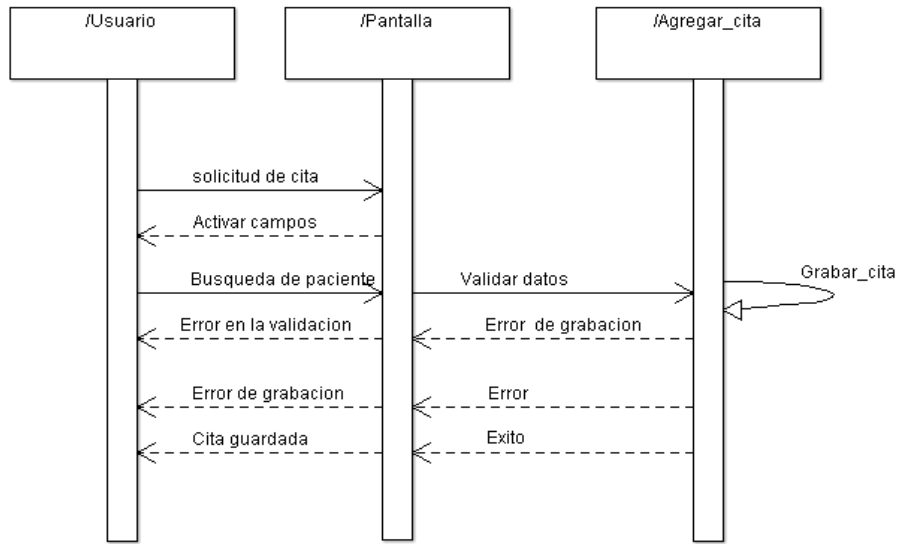 /Usuario
/Pantalla
/Agregar_cita
solicitud de cita
Activar campos
Busqueda de paciente
Validar datos
Grabar_cita
Error en la validacion
Error de grabacion
Error de grabacion
Error
Cita guardada
Exito